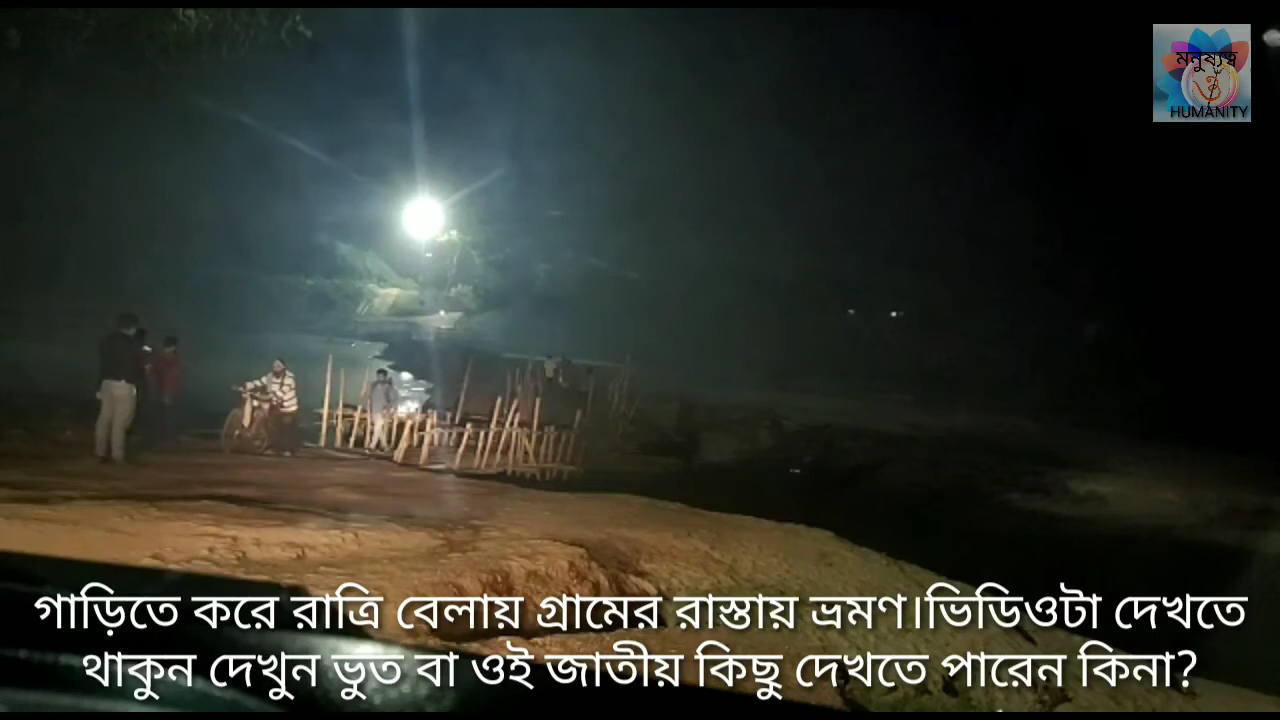 মনুষ্যত্ব
HUMANITY
গাড়িতে করে রাত্রি বেলায় গ্রামের রাস্তায় ভ্রমণ।ভিডিওটা দেখতে
থাকুন দেখুন ভুত বা ওই জাতীয় কিছু দেখতে পারেন কিনা?